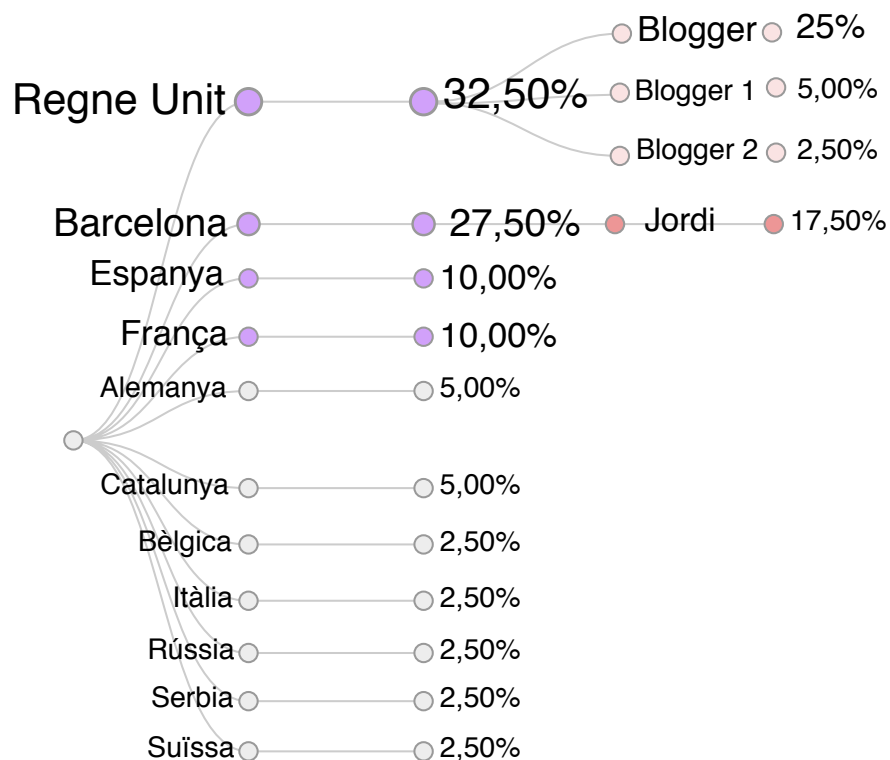 Blogger 25%
Regne Unit 32,50%
Blogger 1 5,00%
Blogger 2 2,50%
Barcelona 27,50% Jordi 17,50%
Espanya 10,00%
França 10,00%
Alemanya 5,00%
Catalunya 5,00%
Bèlgica 2,50%
Itàlia 2,50%
Rússia 2,50%
Serbia 2,50%
Suïssa 2,50%